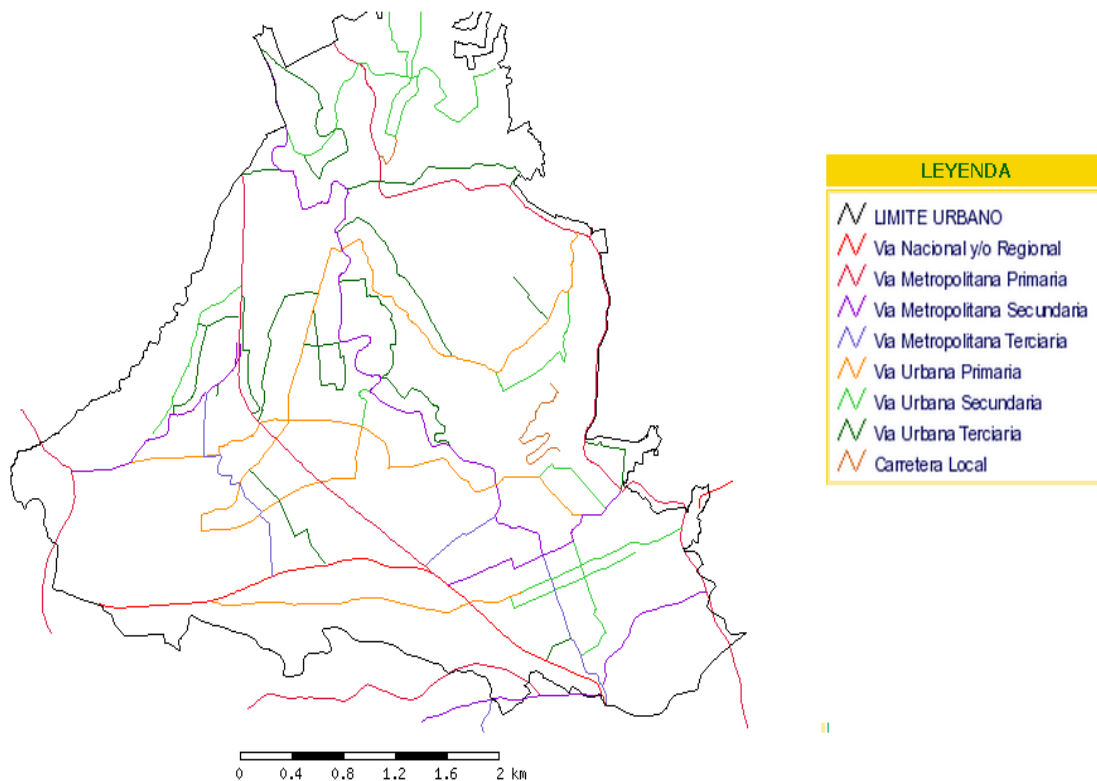 LEYENDA
LIMITE URBANO
Via Nacional y/o Regional
Via Metropolitana Primaria
Via Metropolitana Secundaria
Via Metropolitana Terciaria
Via Urbana Primaria
Via Urbana Secundaria
Via Urbana Terciaria
Carretera Local
0 0.4 0.8 1.2 1.6 2 km